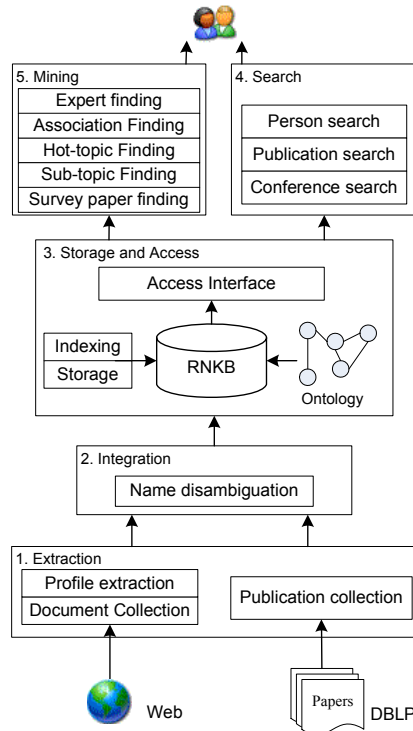 5. Mining
Expert finding
Association Finding
Hot-topic Finding
Sub-topic Finding
Survey paper finding
4. Search
Person search
Publication search
Conference search
3. Storage and Access
Access Interface
Indexing
Storage
RNKB
Ontology
2. Integration
Name disambiguation
1. Extraction
Profile extraction
Document Collection
Publication collection
Web
Papers
DBLP